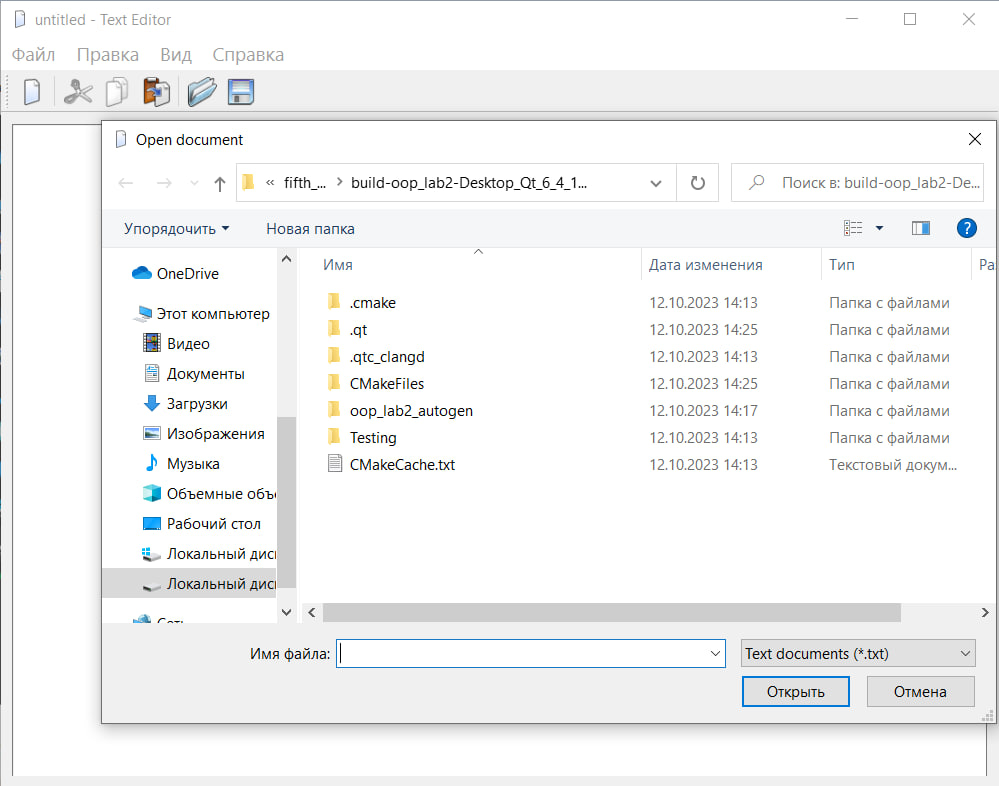 untitled - Text Editor
Файл Правка Вид Справка
Open document
« fifth_... > build-oop_lab2-Desktop_Qt_6_4_1...
Поиск в: build-oop_lab2-De...
Упорядочить Новая папка
?
Имя Дата изменения Тип Ра
OneDrive
Этот компьютер
Видео
Документы
Загрузки
Изображения
Музыка
Объемные объ
Рабочий стол
Локальный дис
Локальный дис
Сеть
.cmake 12.10.2023 14:13 Папка с файлами
.qt 12.10.2023 14:25 Папка с файлами
.qtc_clangd 12.10.2023 14:13 Папка с файлами
CMakeFiles 12.10.2023 14:25 Папка с файлами
oop_lab2_autogen 12.10.2023 14:17 Папка с файлами
Testing 12.10.2023 14:13 Папка с файлами
CMakeCache.txt 12.10.2023 14:13 Текстовый докум...
Имя файла:
Text documents (*.txt)
Открыть Отмена